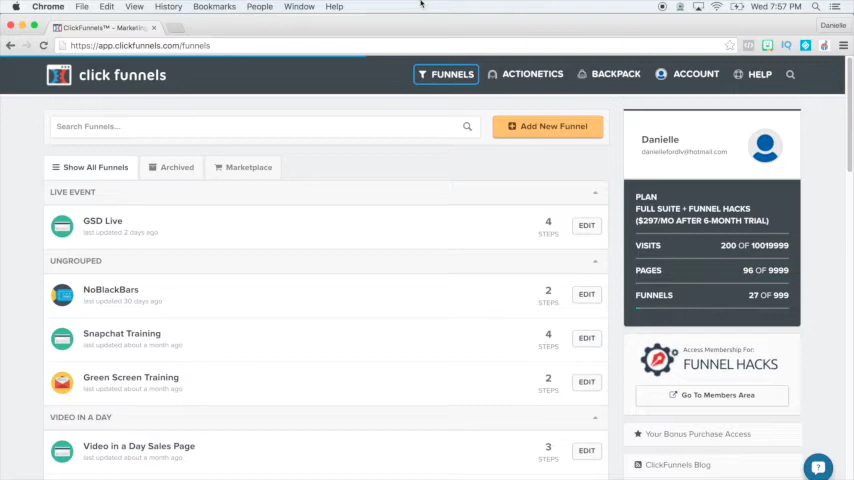 Chrome File Edit View History Bookmarks People Window Help
Wed 7:57 PM
ClickFunnels™ – Marketing
Danielle
https://app.clickfunnels.com/funnels
click funnels
FUNNELS
ACTIONETICS
BACKPACK
ACCOUNT
HELP
Search Funnels...
Add New Funnel
Show All Funnels
Archived
Marketplace
LIVE EVENT
GSD Live
last updated 2 days ago
4
STEPS
EDIT
UNGROUPED
NoBlackBars
last updated 30 days ago
2
STEPS
EDIT
Snapchat Training
last updated about a month ago
4
STEPS
EDIT
Green Screen Training
last updated about a month ago
2
STEPS
EDIT
VIDEO IN A DAY
Video in a Day Sales Page
last updated about a month ago
3
STEPS
EDIT
Danielle
daniellefordlv@hotmail.com
PLAN
FULL SUITE + FUNNEL HACKS
($297/MO AFTER 6-MONTH TRIAL)
VISITS 200 OF 10019999
PAGES 96 OF 9999
FUNNELS 27 OF 999
Access Membership For:
FUNNEL HACKS
Go To Members Area
Your Bonus Purchase Access
ClickFunnels Blog